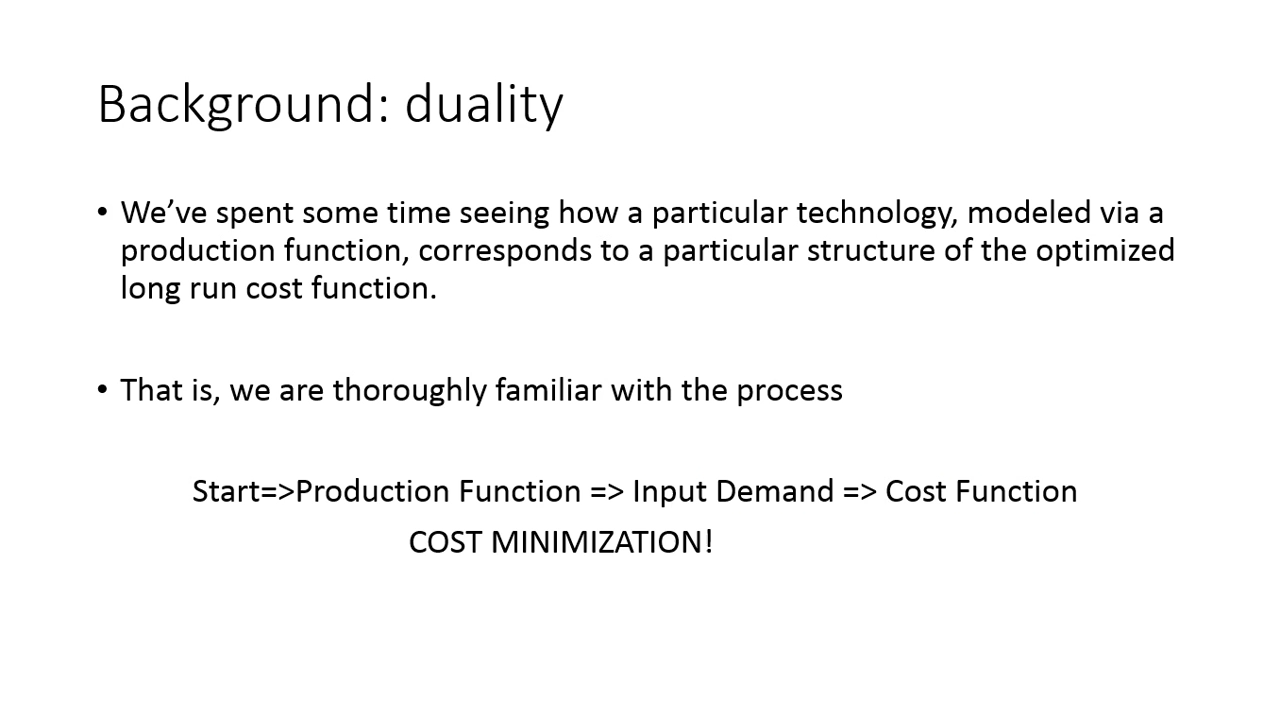 Background: duality
• We’ve spent some time seeing how a particular technology, modeled via a
production function, corresponds to a particular structure of the optimized
long run cost function.
• That is, we are thoroughly familiar with the process
Start=>Production Function => Input Demand => Cost Function
COST MINIMIZATION!